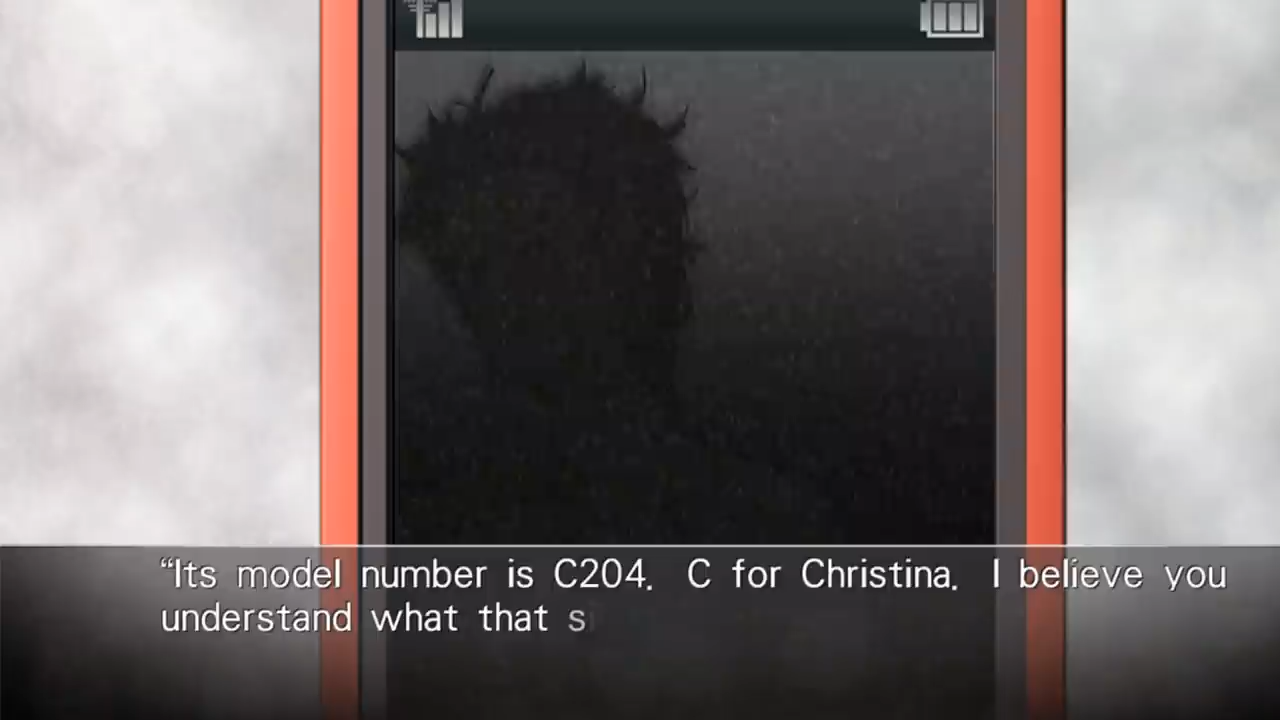 “Its model number is C204. C for Christina. I believe you
understand what that s